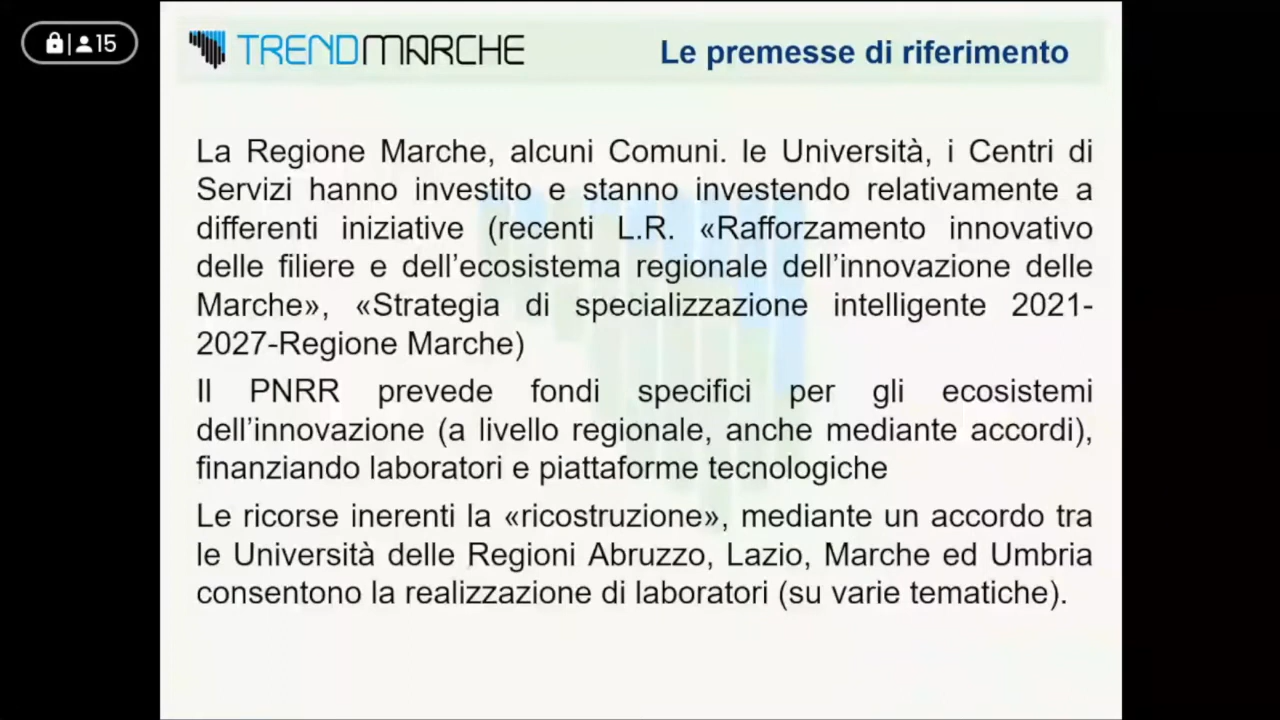 15
TRENDMARCHE
Le premesse di riferimento
La Regione Marche, alcuni Comuni. le Università, i Centri di
Servizi hanno investito e stanno investendo relativamente a
differenti iniziative (recenti L.R. «Rafforzamento innovativo
delle filiere e dell’ecosistema regionale dell’innovazione delle
Marche», «Strategia di specializzazione intelligente 2021-
2027-Regione Marche)
Il PNRR prevede fondi specifici per gli ecosistemi
dell’innovazione (a livello regionale, anche mediante accordi),
finanziando laboratori e piattaforme tecnologiche
Le ricorse inerenti la «ricostruzione», mediante un accordo tra
le Università delle Regioni Abruzzo, Lazio, Marche ed Umbria
consentono la realizzazione di laboratori (su varie tematiche).